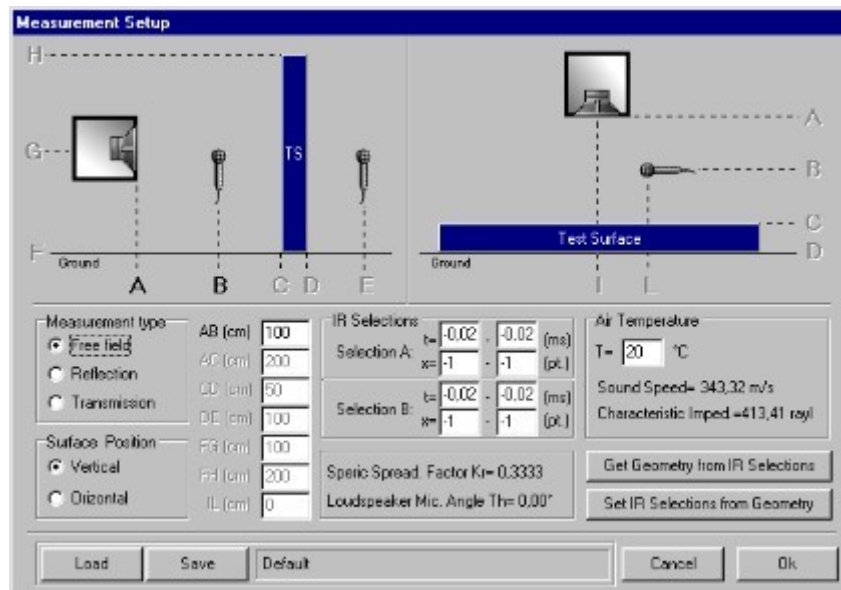 Measurement Setup
H
G
TS
F
Ground
A
B
C
D
E
A
B
C
Test Surface
D
Ground
I
L
Measurement type
Free field
Reflection
Transmission
Surface Position
Vertical
Orizontal
AB (cm) 100
AC (cm) 200
CD (cm) 50
DE (cm) 100
FG (cm) 100
FH (cm) 200
IL (cm) 0
IR Selections
Selection A:
t= -0,02 - -0,02 (ms)
x= -1 - -1 (pt.)
Selection B:
t= -0,02 - -0,02 (ms)
x= -1 - -1 (pt.)
Speric Spread. Factor Kr= 0,3333
Loudspeaker Mic. Angle Th= 0,00°
Air Temperature
T= 20 °C
Sound Speed= 343,32 m/s
Characteristic Imped.=413,41 rayl
Get Geometry from IR Selections
Set IR Selections from Geometry
Load
Save
Default
Cancel
Ok